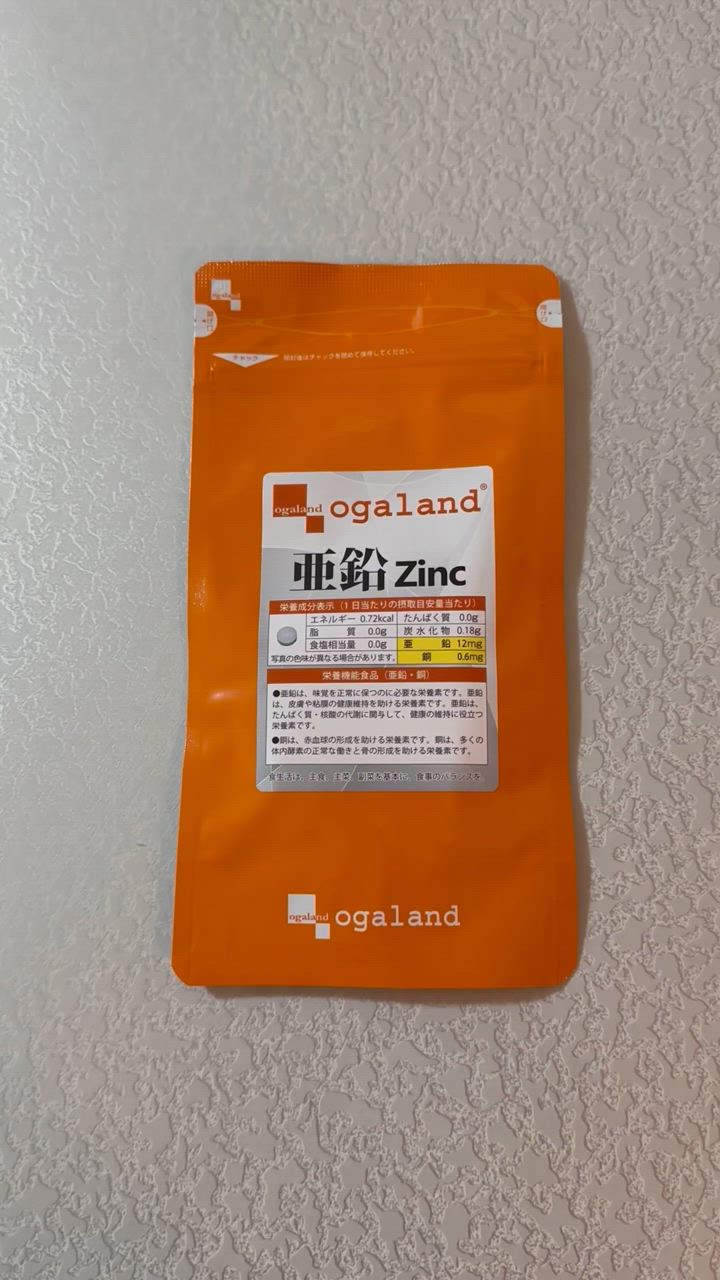 ogaland
開け口
開け口
チャック
開封後はチャックを閉めて保存してください。
ogaland ogaland®
亜鉛 Zinc
栄養成分表示（1日当たりの摂取目安量当たり）
エネルギー 0.72kcal たんぱく質 0.0g
脂質 0.0g 炭水化物 0.18g
食塩相当量 0.0g 亜鉛 12mg
写真の色味が異なる場合があります。 銅 0.6mg
栄養機能食品（亜鉛・銅）
●亜鉛は、味覚を正常に保つのに必要な栄養素です。亜鉛
は、皮膚や粘膜の健康維持を助ける栄養素です。亜鉛は、
たんぱく質・核酸の代謝に関与して、健康の維持に役立つ
栄養素です。
●銅は、赤血球の形成を助ける栄養素です。銅は、多くの
体内酵素の正常な働きと骨の形成を助ける栄養素です。
食生活は、主食、主菜、副菜を基本に、食事のバランスを
ogaland ogaland